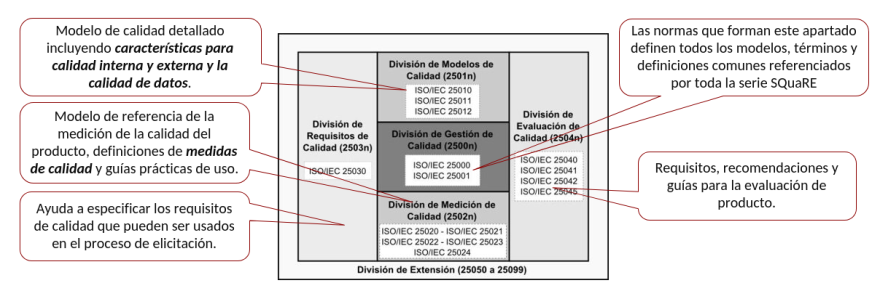 Modelo de calidad detallado
incluyendo características para
calidad interna y externa y la
calidad de datos.
Modelo de referencia de la
medición de la calidad del
producto, definiciones de medidas
de calidad y guías prácticas de uso.
Ayuda a especificar los requisitos
de calidad que pueden ser usados
en el proceso de elicitación.
División de
Requisitos de
Calidad (2503n)
ISO/IEC 25030
División de Modelos de
Calidad (2501n)
ISO/IEC 25010
ISO/IEC 25011
ISO/IEC 25012
División de Gestión de
Calidad (2500n)
ISO/IEC 25000
ISO/IEC 25001
División de Medición de
Calidad (2502n)
ISO/IEC 25020 - ISO/IEC 25021
ISO/IEC 25022 - ISO/IEC 25023
ISO/IEC 25024
División de
Evaluación de
Calidad (2504n)
ISO/IEC 25040
ISO/IEC 25041
ISO/IEC 25042
ISO/IEC 25045
División de Extensión (25050 a 25099)
Las normas que forman este apartado
definen todos los modelos, términos y
definiciones comunes referenciados
por toda la serie SQuaRE
Requisitos, recomendaciones y
guías para la evaluación de
producto.